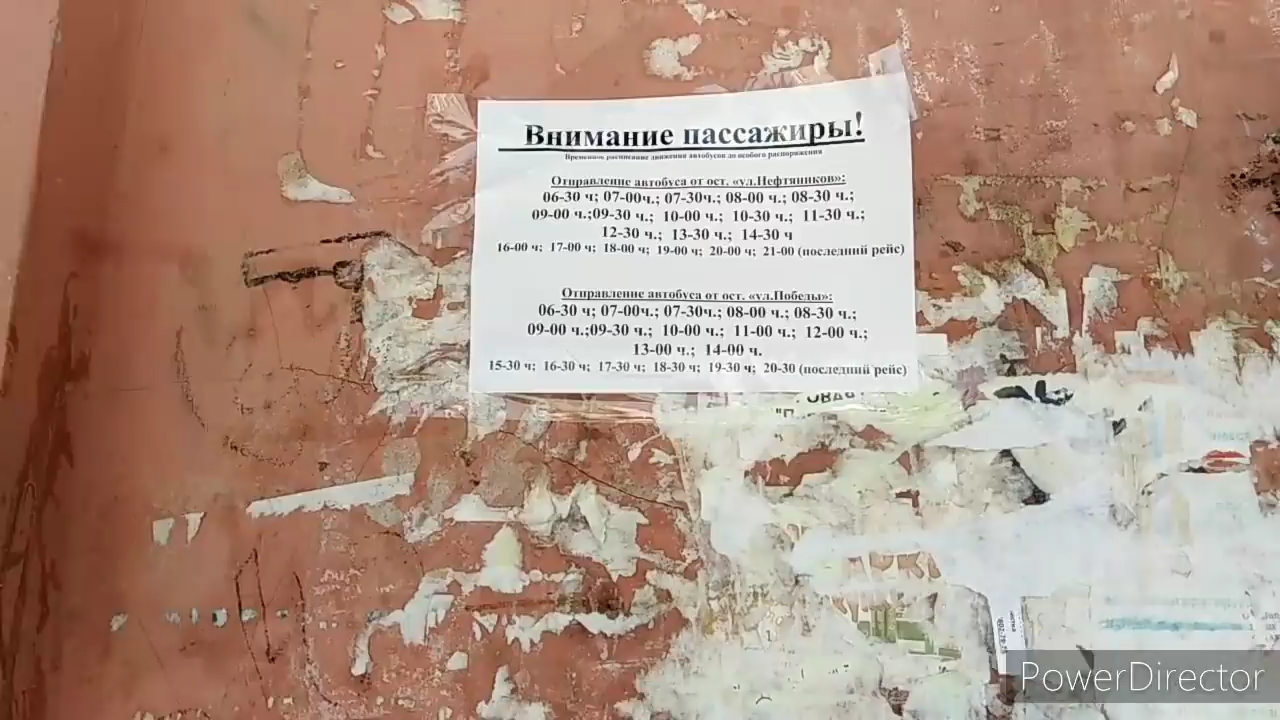 Внимание пассажиры!
Временное расписание движения автобусов до особого распоряжения
Отправление автобуса от ост. «ул.Нефтяников»:
06-30 ч; 07-00ч.; 07-30ч.; 08-00 ч.; 08-30 ч.;
09-00 ч.;09-30 ч.; 10-00 ч.; 10-30 ч.; 11-30 ч.;
12-30 ч.; 13-30 ч.; 14-30 ч
16-00 ч; 17-00 ч; 18-00 ч; 19-00 ч; 20-00 ч; 21-00 (последний рейс)
Отправление автобуса от ост. «ул.Победы»:
06-30 ч; 07-00ч.; 07-30ч.; 08-00 ч.; 08-30 ч.;
09-00 ч.;09-30 ч.; 10-00 ч.; 11-00 ч.; 12-00 ч.;
13-00 ч.; 14-00 ч.
15-30 ч; 16-30 ч; 17-30 ч; 18-30 ч; 19-30 ч; 20-30 (последний рейс)
PowerDirector